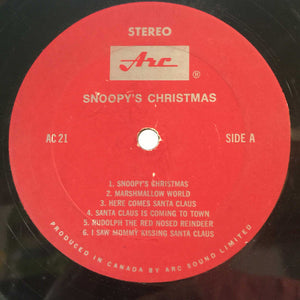 STEREO
Arc
®
SNOOPY'S CHRISTMAS
AC 21
SIDE A
1. SNOOPY'S CHRISTMAS
2. MARSHMALLOW WORLD
3. HERE COMES SANTA CLAUS
4. SANTA CLAUS IS COMING TO TOWN
5. RUDOLPH THE RED NOSED REINDEER
6. I SAW MOMMY KISSING SANTA CLAUS
PRODUCED IN CANADA BY ARC SOUND LIMITED